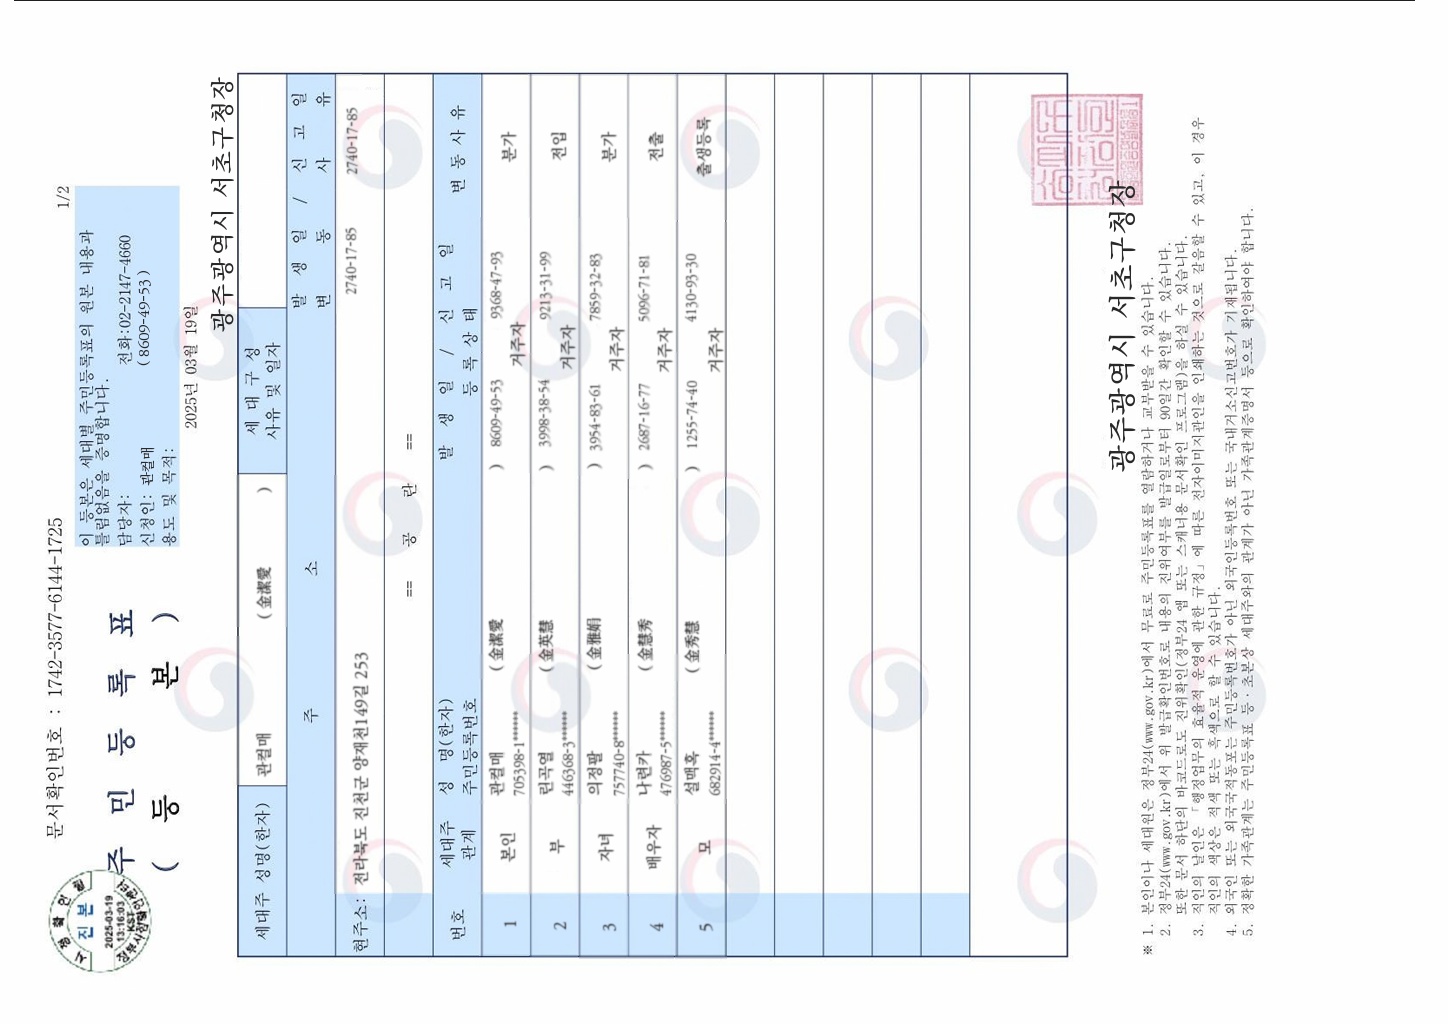 문서확인번호 : 1742-3577-6144-1725
1/2
주 민 등 록 표
( 등 본 )
이 등본은 세대별 주민등록표의 원본 내용과
틀림없음을 증명합니다.
담당자: 전화:02-2147-4660
신청인: 관컬매 (8609-49-53)
용도 및 목적:
2025년 03월 19일
광주광역시 서초구청장
시 점 확 인 필
진 본
2025-03-19
13:16:03
KST
세대주 성명(한자) 관컬매 ( 金潔愛 ) 세 대 구 성 사유 및 일자
주 소 발 생 일 / 신 고 일
변 동 사 유
현주소: 전라북도 진천군 양재천149길 253 2740-17-85 2740-17-85
== 공 란 ==
번호 세대주 관계 성 명(한자) 주민등록번호 발 생 일 / 신 고 일 등 록 상 태 변 동 사 유
1 본인 관컬매 ( 金潔愛 ) 8609-49-53 9368-47-93 분가
705398-1****** 거주자
2 부 린곡열 ( 金英慧 ) 3998-38-54 9213-31-99 전입
446368-3****** 거주자
3 자녀 의정팔 ( 金雅娟 ) 3954-83-61 7859-32-83 분가
757740-8****** 거주자
4 배우자 나련카 ( 金慧秀 ) 2687-16-77 5096-71-81 전출
476987-5****** 거주자
5 모 설맥혹 ( 金秀慧 ) 1255-74-40 4130-93-30 출생등록
682914-4****** 거주자
광주광역시 서초구청장
※ 1. 본인이나 세대원은 정부24(www.gov.kr)에서 무료로 주민등록표를 열람하거나 교부받을 수 있습니다.
2. 정부24(www.gov.kr)에서 위 발급확인번호로 내용의 진위여부를 발급일로부터 90일간 확인할 수 있습니다.
또한 문서 하단의 바코드로도 진위확인(정부24 앱 또는 스캐너용 문서확인 프로그램)을 하실 수 있습니다.
3. 직인의 날인은 「행정업무의 효율적 운영에 관한 규정」에 따른 전자이미지관인을 인쇄하는 것으로 갈음할 수 있고, 이 경우
직인의 색상은 적색 또는 흑색으로 할 수 있습니다.
4. 외국인 또는 외국국적동포는 주민등록번호가 아닌 외국인등록번호 또는 국내거소신고번호가 기재됩니다.
5. 정확한 가족관계는 주민등록표 등·초본상 세대주와의 관계가 아닌 가족관계증명서 등으로 확인하여야 합니다.